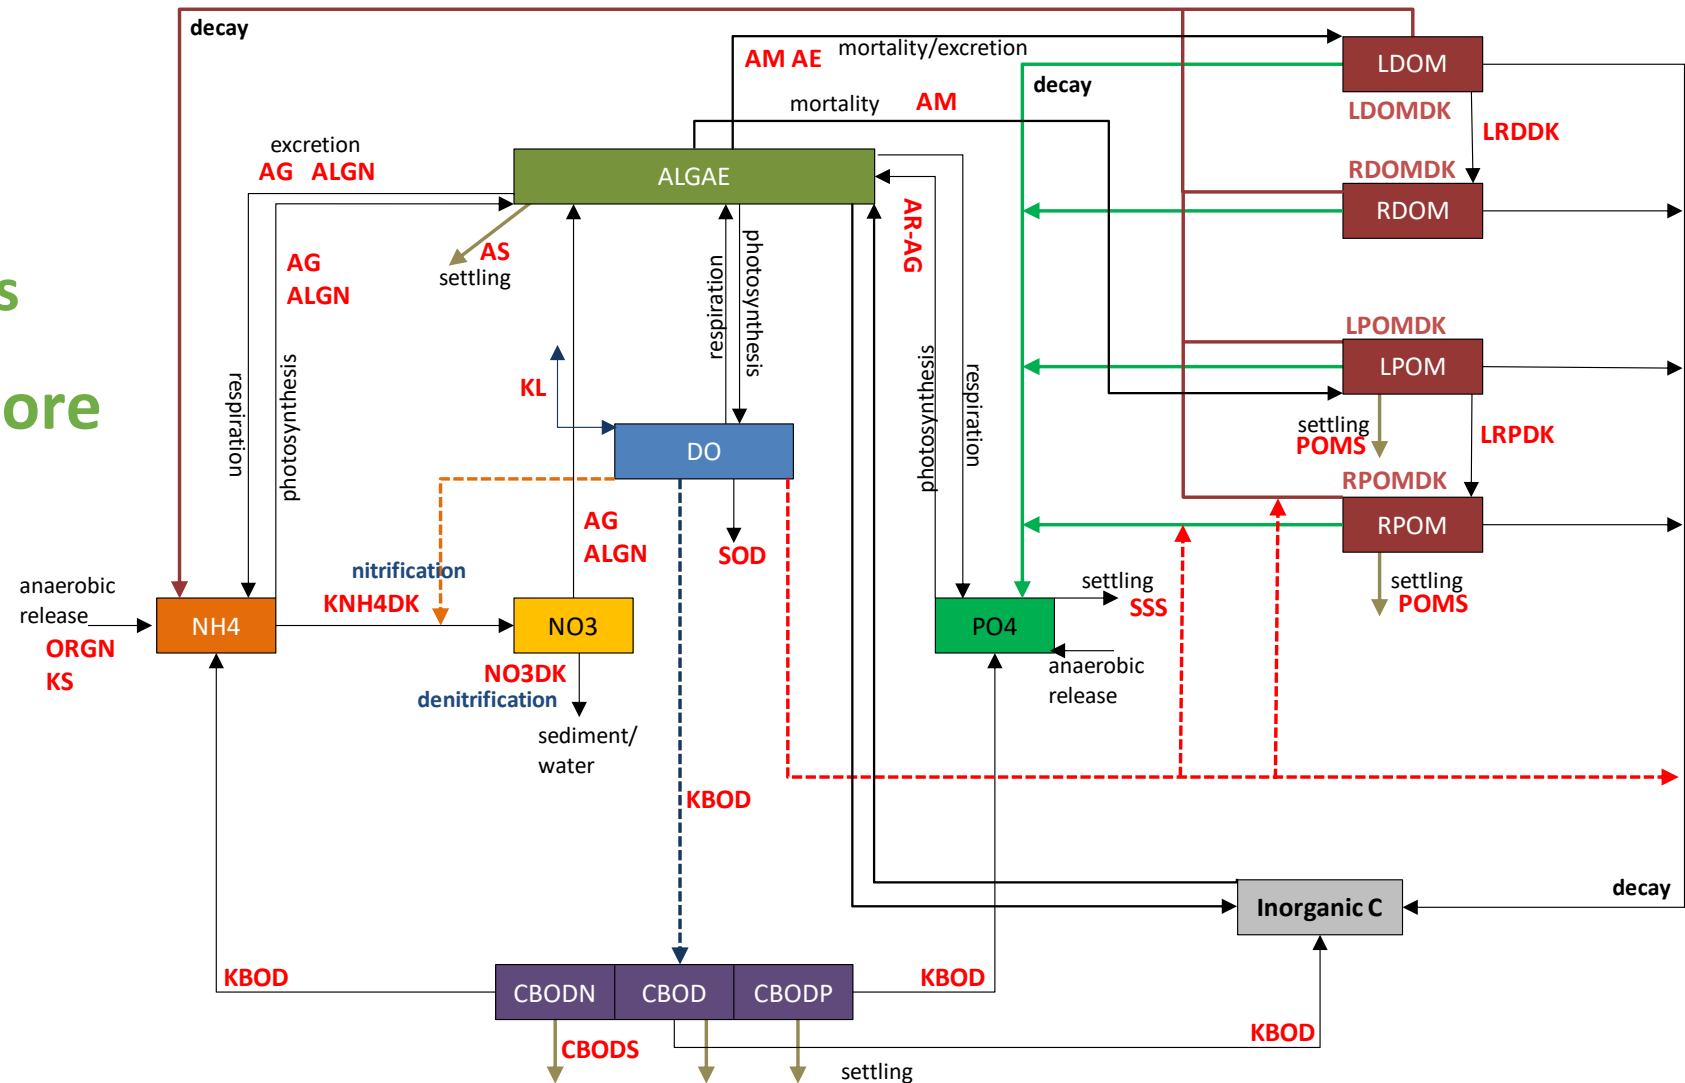 decay
mortality/excretion
AM AE
LDOM
decay
mortality AM
LDOMDK
LRDDK
excretion
AG ALGN
ALGAE
RDOMDK
RDOM
AR-AG
AS
settling
AG
ALGN
s
ore
respiration
photosynthesis
respiration
photosynthesis
KL
DO
photosynthesis
respiration
LPOMDK
LPOM
settling
POMS
LRPDK
RPOMDK
RPOM
settling
POMS
AG
ALGN
SOD
nitrification
KNH4DK
anaerobic
release
NH4
ORGN
KS
NO3
NO3DK
denitrification
sediment/
water
PO4
settling
SSS
anaerobic
release
KBOD
Inorganic C
decay
KBOD
CBODN
CBOD
CBODP
KBOD
KBOD
CBODS
settling